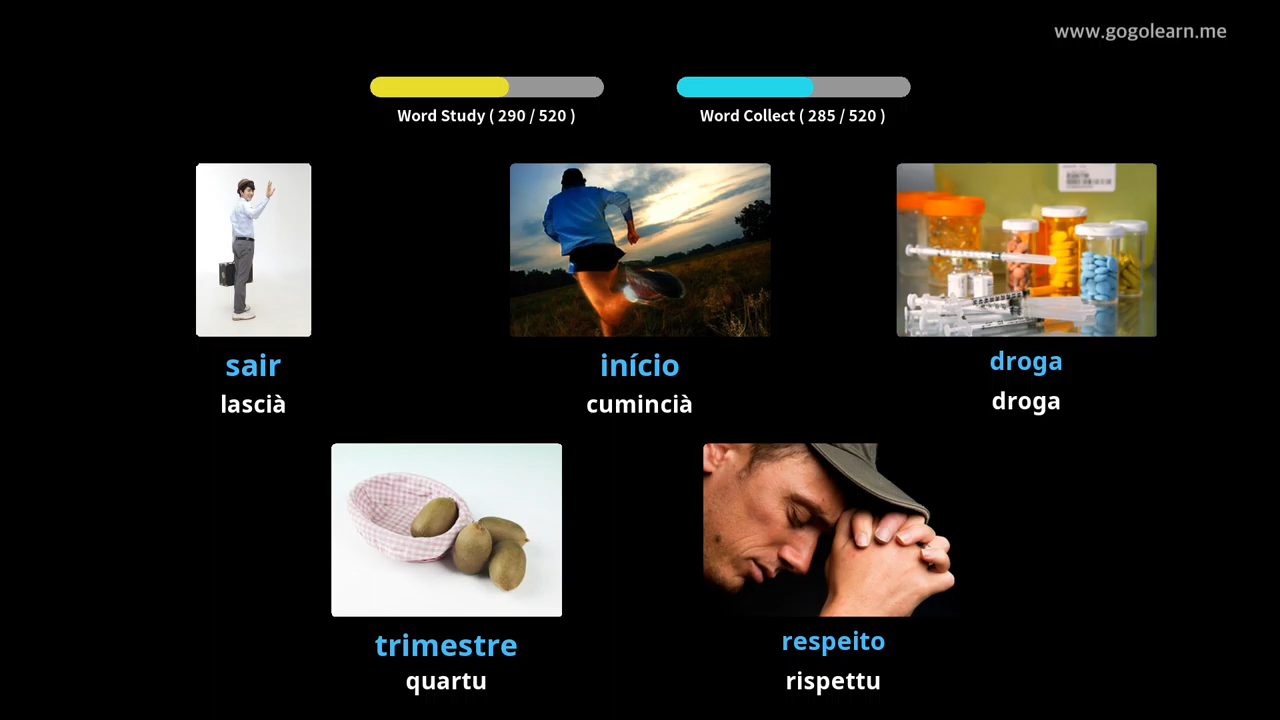 www.gogolearn.me
Word Study ( 290 / 520 )
Word Collect ( 285 / 520 )
sair
lascià
início
cumincià
droga
droga
trimestre
quartu
respeito
rispettu